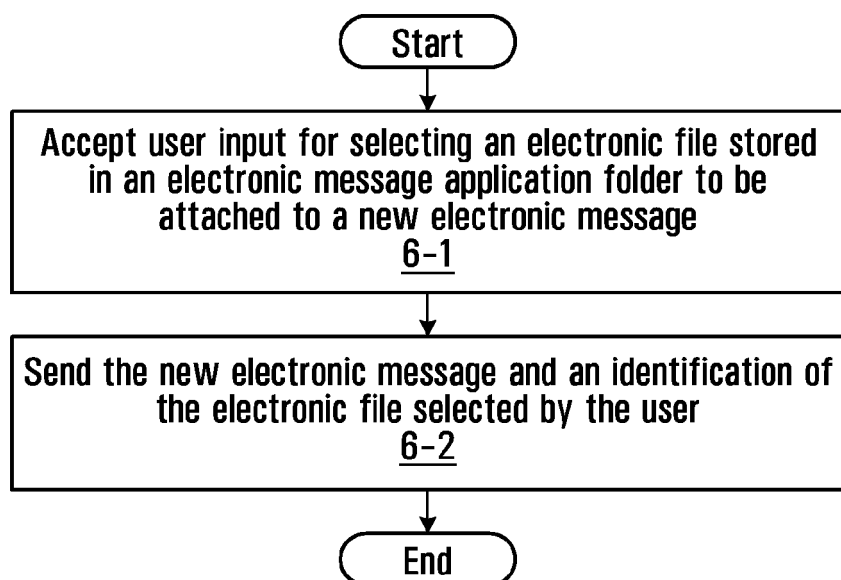 Start
Accept user input for selecting an electronic file stored
in an electronic message application folder to be
attached to a new electronic message
6-1
Send the new electronic message and an identification of
the electronic file selected by the user
6-2
End